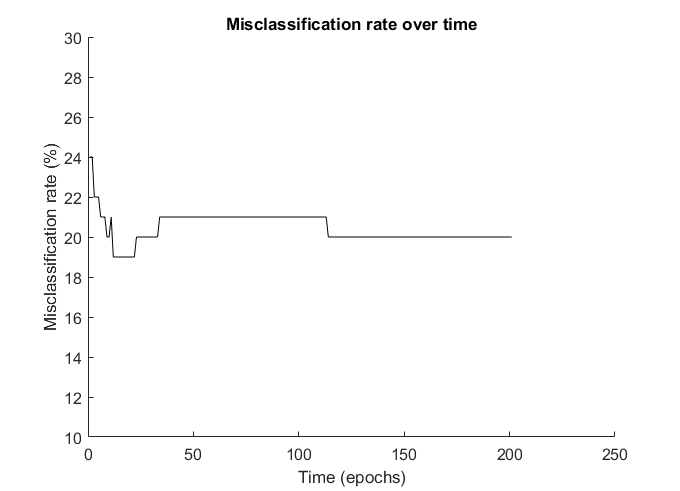 Misclassification rate over time
Misclassification rate (%)
30
28
26
24
22
20
18
16
14
12
10
0 50 100 150 200 250
Time (epochs)